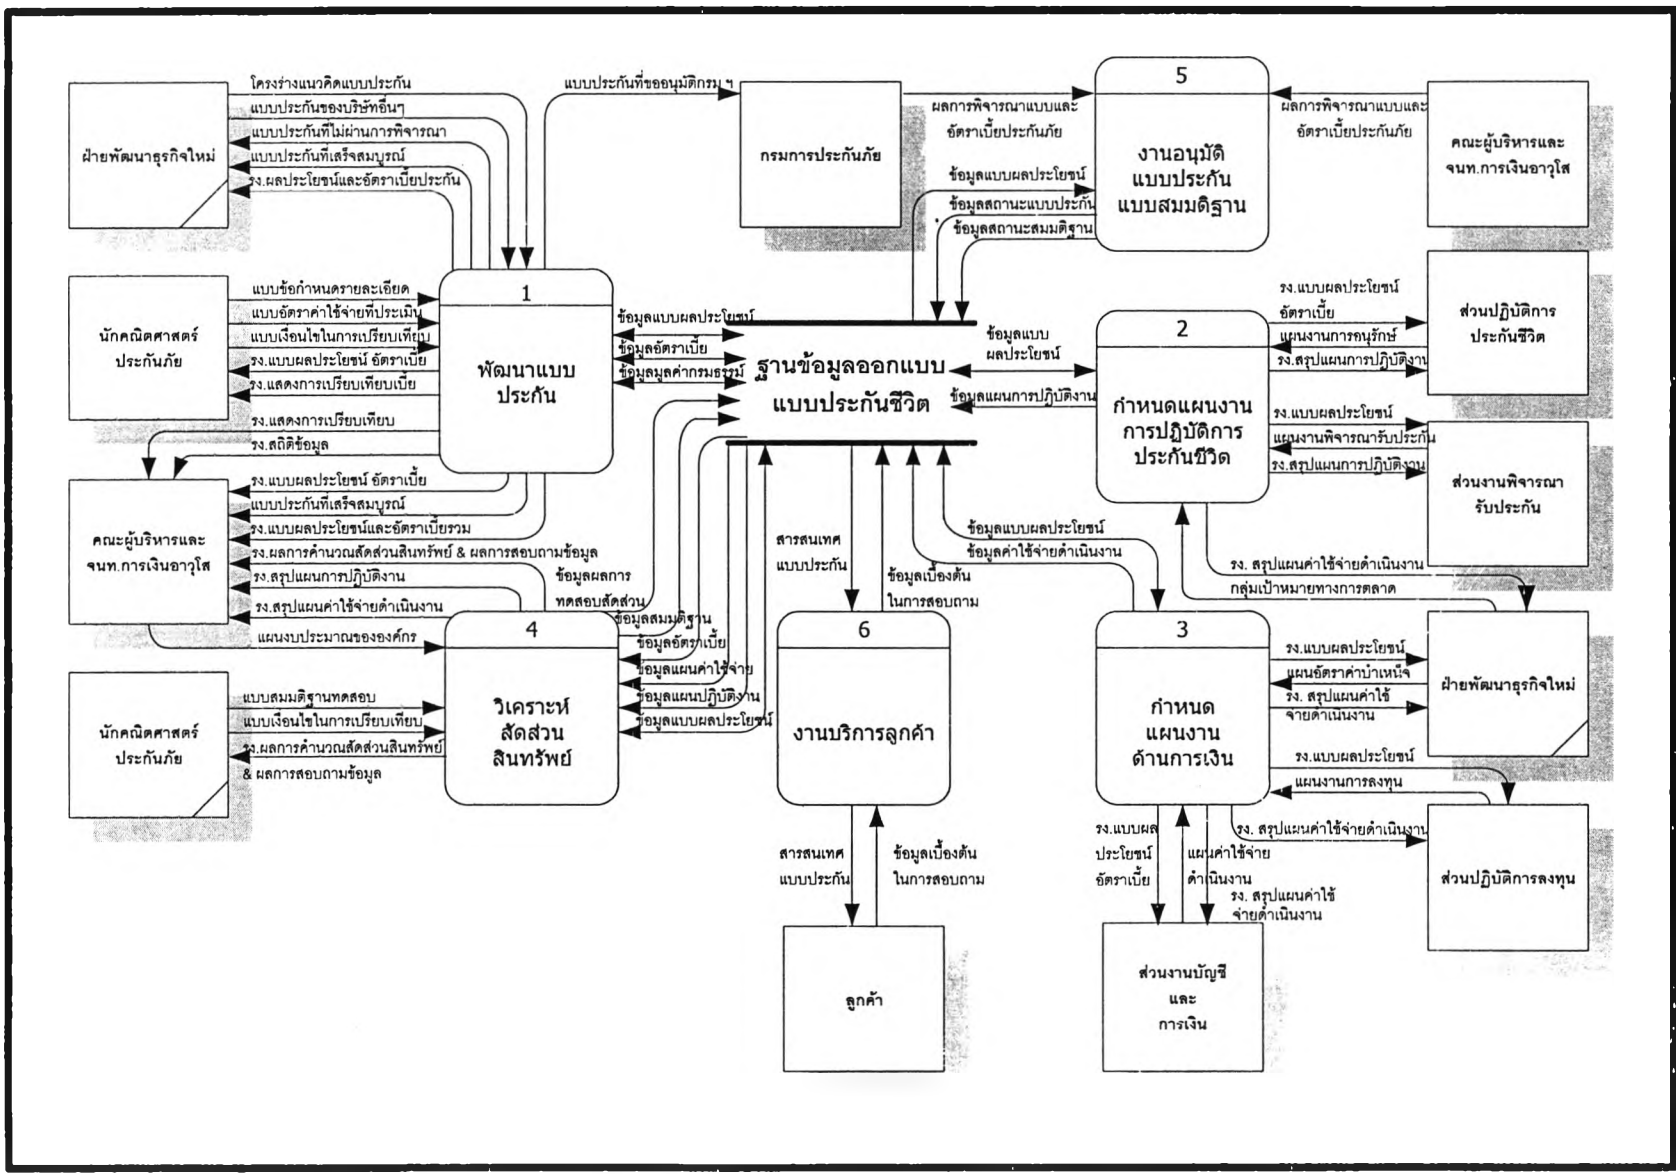 โครงร่างแนวคิดแบบประกัน
แบบประกันของบริษัทอื่นๆ
แบบประกันที่ไม่ผ่านการพิจารณา
แบบประกันที่เสร็จสมบูรณ์
รง.ผลประโยชน์และอัตราเบี้ยประกัน
ฝ่ายพัฒนาธุรกิจใหม่
แบบประกันที่ขออนุมัติกรม ฯ
กรมการประกันภัย
ผลการพิจารณาแบบและ
อัตราเบี้ยประกันภัย
5
งานอนุมัติ
แบบประกัน
แบบสมมติฐาน
ผลการพิจารณาแบบและ
อัตราเบี้ยประกันภัย
คณะผู้บริหารและ
จนท.การเงินอาวุโส
ข้อมูลแบบผลประโยชน์
ข้อมูลสถานะแบบประกัน
ข้อมูลสถานะสมมติฐาน
นักคณิตศาสตร์
ประกันภัย
แบบข้อกำหนดรายละเอียด
แบบอัตราค่าใช้จ่ายที่ประเมิน
แบบเงื่อนไขในการเปรียบเทียบ
รง.แบบผลประโยชน์ อัตราเบี้ย
รง.แสดงการเปรียบเทียบเบี้ย
1
พัฒนาแบบ
ประกัน
ข้อมูลแบบผลประโยชน์
ข้อมูลอัตราเบี้ย
ข้อมูลมูลค่ากรมธรรม์
ฐานข้อมูลออกแบบ
แบบประกันชีวิต
ข้อมูลแบบ
ผลประโยชน์
ข้อมูลแผนการปฏิบัติงาน
2
กำหนดแผนงาน
การปฏิบัติการ
ประกันชีวิต
รง.แบบผลประโยชน์
อัตราเบี้ย
แผนงานการอนุรักษ์
รง.สรุปแผนการปฏิบัติงาน
ส่วนปฏิบัติการ
ประกันชีวิต
รง.แบบผลประโยชน์
แผนงานพิจารณารับประกัน
รง.สรุปแผนการปฏิบัติงาน
ส่วนงานพิจารณา
รับประกัน
รง.แสดงการเปรียบเทียบ
รง.สถิติข้อมูล
รง.แบบผลประโยชน์ อัตราเบี้ย
แบบประกันที่เสร็จสมบูรณ์
รง.แบบผลประโยชน์และอัตราเบี้ยรวม
รง.ผลการคำนวณสัดส่วนสินทรัพย์ & ผลการสอบถามข้อมูล
รง.สรุปแผนการปฏิบัติงาน
รง.สรุปแผนค่าใช้จ่ายดำเนินงาน
แผนงบประมาณขององค์กร
คณะผู้บริหารและ
จนท.การเงินอาวุโส
ข้อมูลผลการ
ทดสอบสัดส่วน
ข้อมูลสมมติฐาน
ข้อมูลอัตราเบี้ย
ข้อมูลแผนค่าใช้จ่าย
ข้อมูลแผนปฏิบัติงาน
ข้อมูลแบบผลประโยชน์
4
วิเคราะห์
สัดส่วน
สินทรัพย์
นักคณิตศาสตร์
ประกันภัย
แบบสมมติฐานทดสอบ
แบบเงื่อนไขในการเปรียบเทียบ
รง.ผลการคำนวณสัดส่วนสินทรัพย์
& ผลการสอบถามข้อมูล
สารสนเทศ
แบบประกัน
ข้อมูลเบื้องต้น
ในการสอบถาม
6
งานบริการลูกค้า
สารสนเทศ
แบบประกัน
ข้อมูลเบื้องต้น
ในการสอบถาม
ลูกค้า
ข้อมูลแบบผลประโยชน์
ข้อมูลค่าใช้จ่ายดำเนินงาน
3
กำหนด
แผนงาน
ด้านการเงิน
รง. สรุปแผนค่าใช้จ่ายดำเนินงาน
กลุ่มเป้าหมายทางการตลาด
รง.แบบผลประโยชน์
แผนอัตราค่าบำเหน็จ
รง. สรุปแผนค่าใช้
จ่ายดำเนินงาน
ฝ่ายพัฒนาธุรกิจใหม่
รง.แบบผลประโยชน์
แผนงานการลงทุน
รง. สรุปแผนค่าใช้จ่ายดำเนินงาน
ส่วนปฏิบัติการลงทุน
รง.แบบผล
ประโยชน์
อัตราเบี้ย
แผนค่าใช้จ่าย
ดำเนินงาน
รง. สรุปแผนค่าใช้
จ่ายดำเนินงาน
ส่วนงานบัญชี
และ
การเงิน